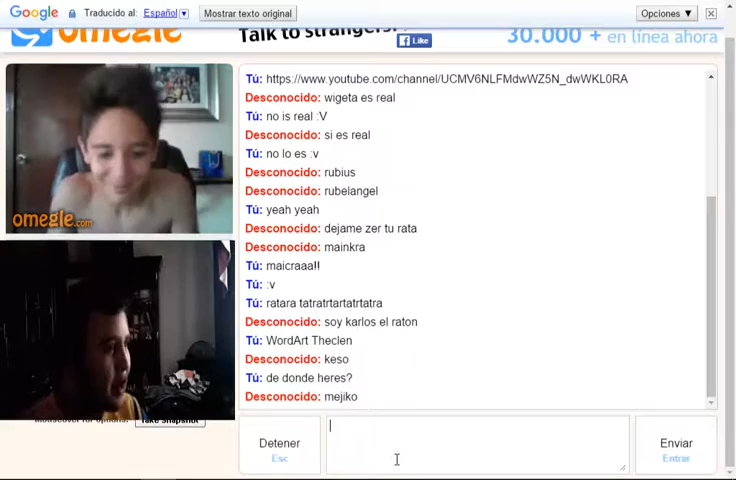 Google Traducido al: Español Mostrar texto original Opciones ▼
omegle Talk to strangers! Like 30.000 + en línea ahora
omegle.com
Tú: https://www.youtube.com/channel/UCMV6NLFMdwWZ5N_dwWKL0RA
Desconocido: wigeta es real
Tú: no is real :V
Desconocido: si es real
Tú: no lo es :v
Desconocido: rubius
Desconocido: rubelangel
Tú: yeah yeah
Desconocido: dejame zer tu rata
Desconocido: mainkra
Tú: maicraaa!!
Tú: :v
Tú: ratara tatratrtartatrtatra
Desconocido: soy karlos el raton
Tú: WordArt Theclen
Desconocido: keso
Tú: de donde heres?
Desconocido: mejiko
Take Snapshot
Detener
Esc
Enviar
Entrar